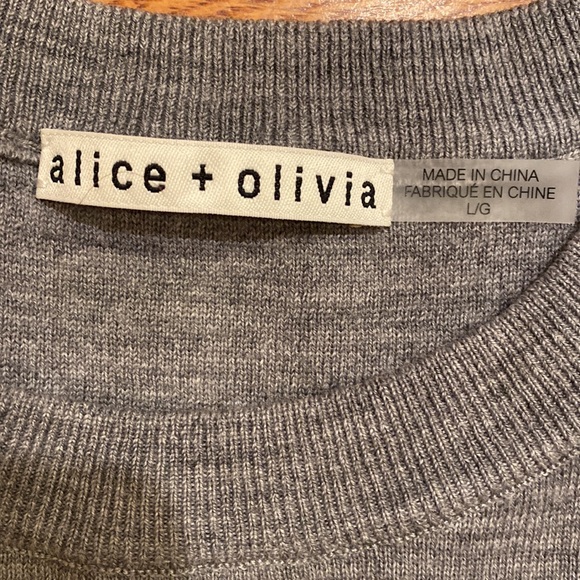 alice + olivia
MADE IN CHINA
FABRIQUÉ EN CHINE
L/G